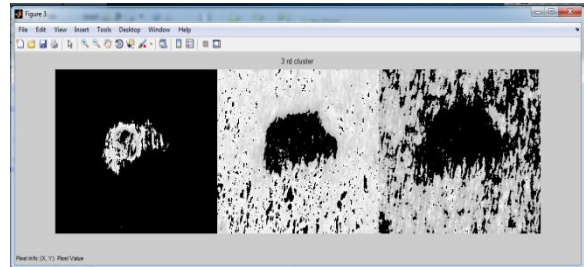 Figure 3
File Edit View Insert Tools Desktop Window Help
3 rd cluster
Pixel info: (X, Y) Pixel Value